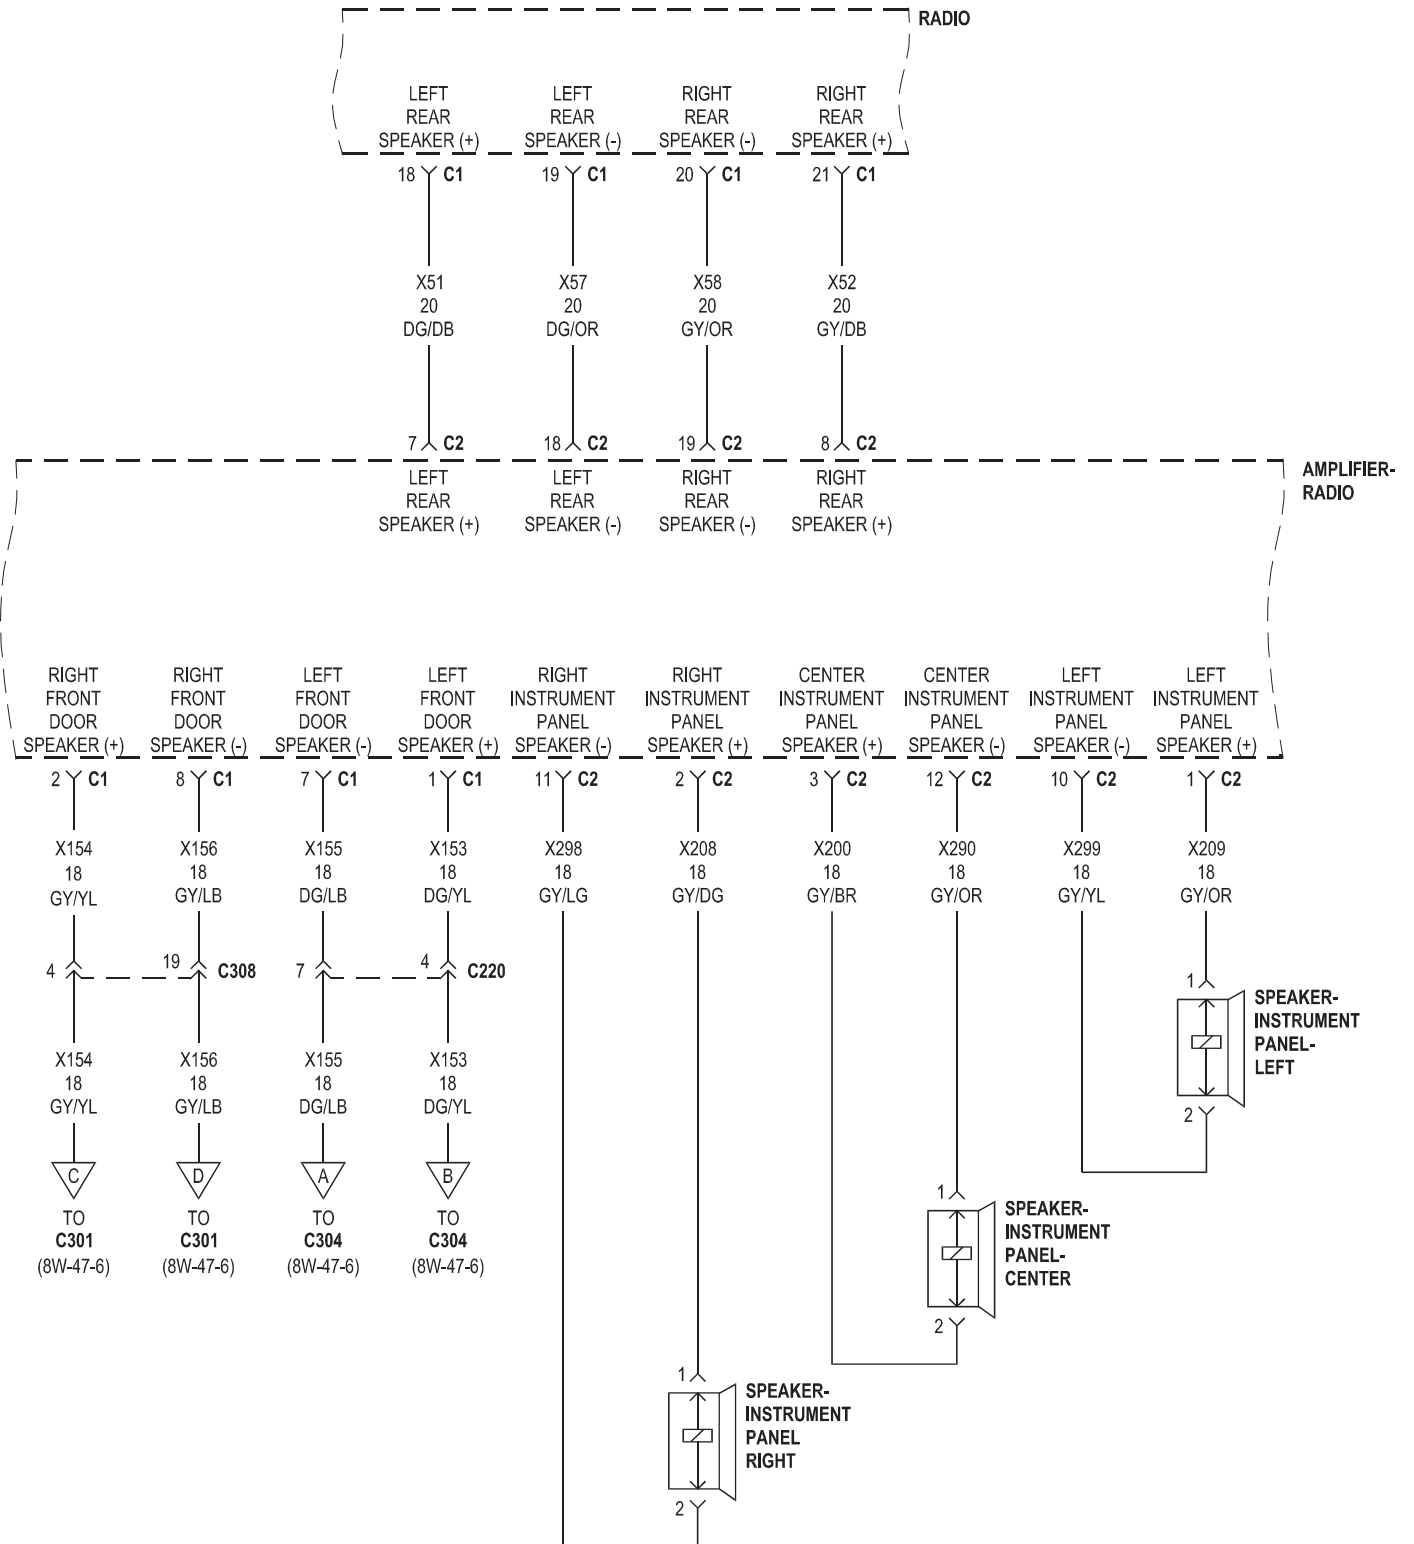 RADIO
LEFT REAR SPEAKER (+)
LEFT REAR SPEAKER (-)
RIGHT REAR SPEAKER (-)
RIGHT REAR SPEAKER (+)
18 C1
19 C1
20 C1
21 C1
X51 20 DG/DB
X57 20 DG/OR
X58 20 GY/OR
X52 20 GY/DB
7 C2
18 C2
19 C2
8 C2
AMPLIFIER-
RADIO
LEFT REAR SPEAKER (+)
LEFT REAR SPEAKER (-)
RIGHT REAR SPEAKER (-)
RIGHT REAR SPEAKER (+)
RIGHT FRONT DOOR SPEAKER (+)
RIGHT FRONT DOOR SPEAKER (-)
LEFT FRONT DOOR SPEAKER (-)
LEFT FRONT DOOR SPEAKER (+)
RIGHT INSTRUMENT PANEL SPEAKER (-)
RIGHT INSTRUMENT PANEL SPEAKER (+)
CENTER INSTRUMENT PANEL SPEAKER (+)
CENTER INSTRUMENT PANEL SPEAKER (-)
LEFT INSTRUMENT PANEL SPEAKER (-)
LEFT INSTRUMENT PANEL SPEAKER (+)
2 C1
8 C1
7 C1
1 C1
11 C2
2 C2
3 C2
12 C2
10 C2
1 C2
X154 18 GY/YL
X156 18 GY/LB
X155 18 DG/LB
X153 18 DG/YL
X298 18 GY/LG
X208 18 GY/DG
X200 18 GY/BR
X290 18 GY/OR
X299 18 GY/YL
X209 18 GY/OR
4
19
C308
7
4
C220
X154 18 GY/YL
X156 18 GY/LB
X155 18 DG/LB
X153 18 DG/YL
C
D
A
B
TO C301 (8W-47-6)
TO C301 (8W-47-6)
TO C304 (8W-47-6)
TO C304 (8W-47-6)
1
SPEAKER-
INSTRUMENT
PANEL-
LEFT
2
1
SPEAKER-
INSTRUMENT
PANEL-
CENTER
2
1
SPEAKER-
INSTRUMENT
PANEL
RIGHT
2